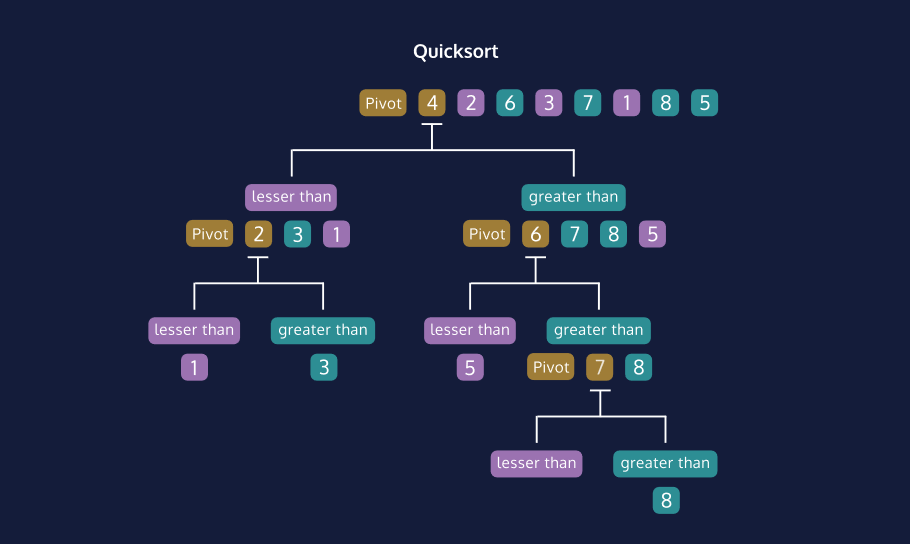 Quicksort
Pivot 4 2 6 3 7 1 8 5
lesser than greater than
Pivot 2 3 1 Pivot 6 7 8 5
lesser than greater than lesser than greater than
1 3 5 Pivot 7 8
lesser than greater than
8